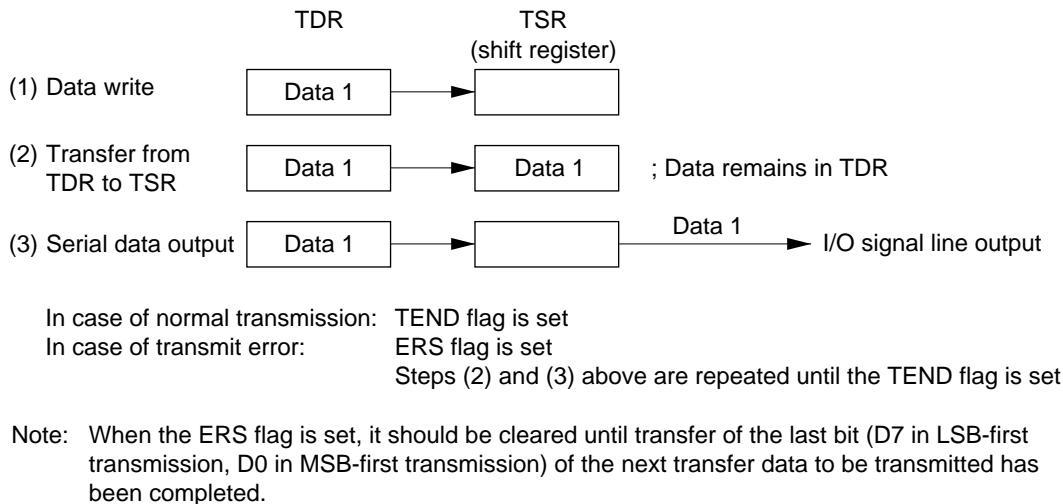 TDR
TSR
(shift register)
(1) Data write
Data 1
(2) Transfer from
TDR to TSR
Data 1
Data 1
; Data remains in TDR
(3) Serial data output
Data 1
Data 1
I/O signal line output
In case of normal transmission: TEND flag is set
In case of transmit error: ERS flag is set
Steps (2) and (3) above are repeated until the TEND flag is set
Note: When the ERS flag is set, it should be cleared until transfer of the last bit (D7 in LSB-first
transmission, D0 in MSB-first transmission) of the next transfer data to be transmitted has
been completed.